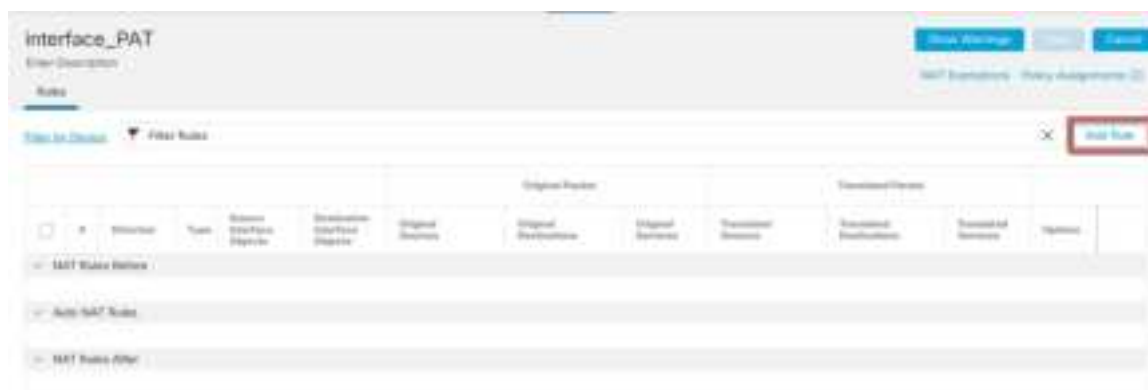 interface_PAT
Show Warnings Save Cancel
Enter Description
NAT Exemptions Policy Assignments (2)
Rules
Filter by Device Filter Rules × Add Rule
Original Packet Translated Packet
# Direction Type Source Interface Objects Destination Interface Objects Original Sources Original Destinations Original Services Translated Sources Translated Destinations Translated Services Options
NAT Rules Before
Auto NAT Rules
NAT Rules After